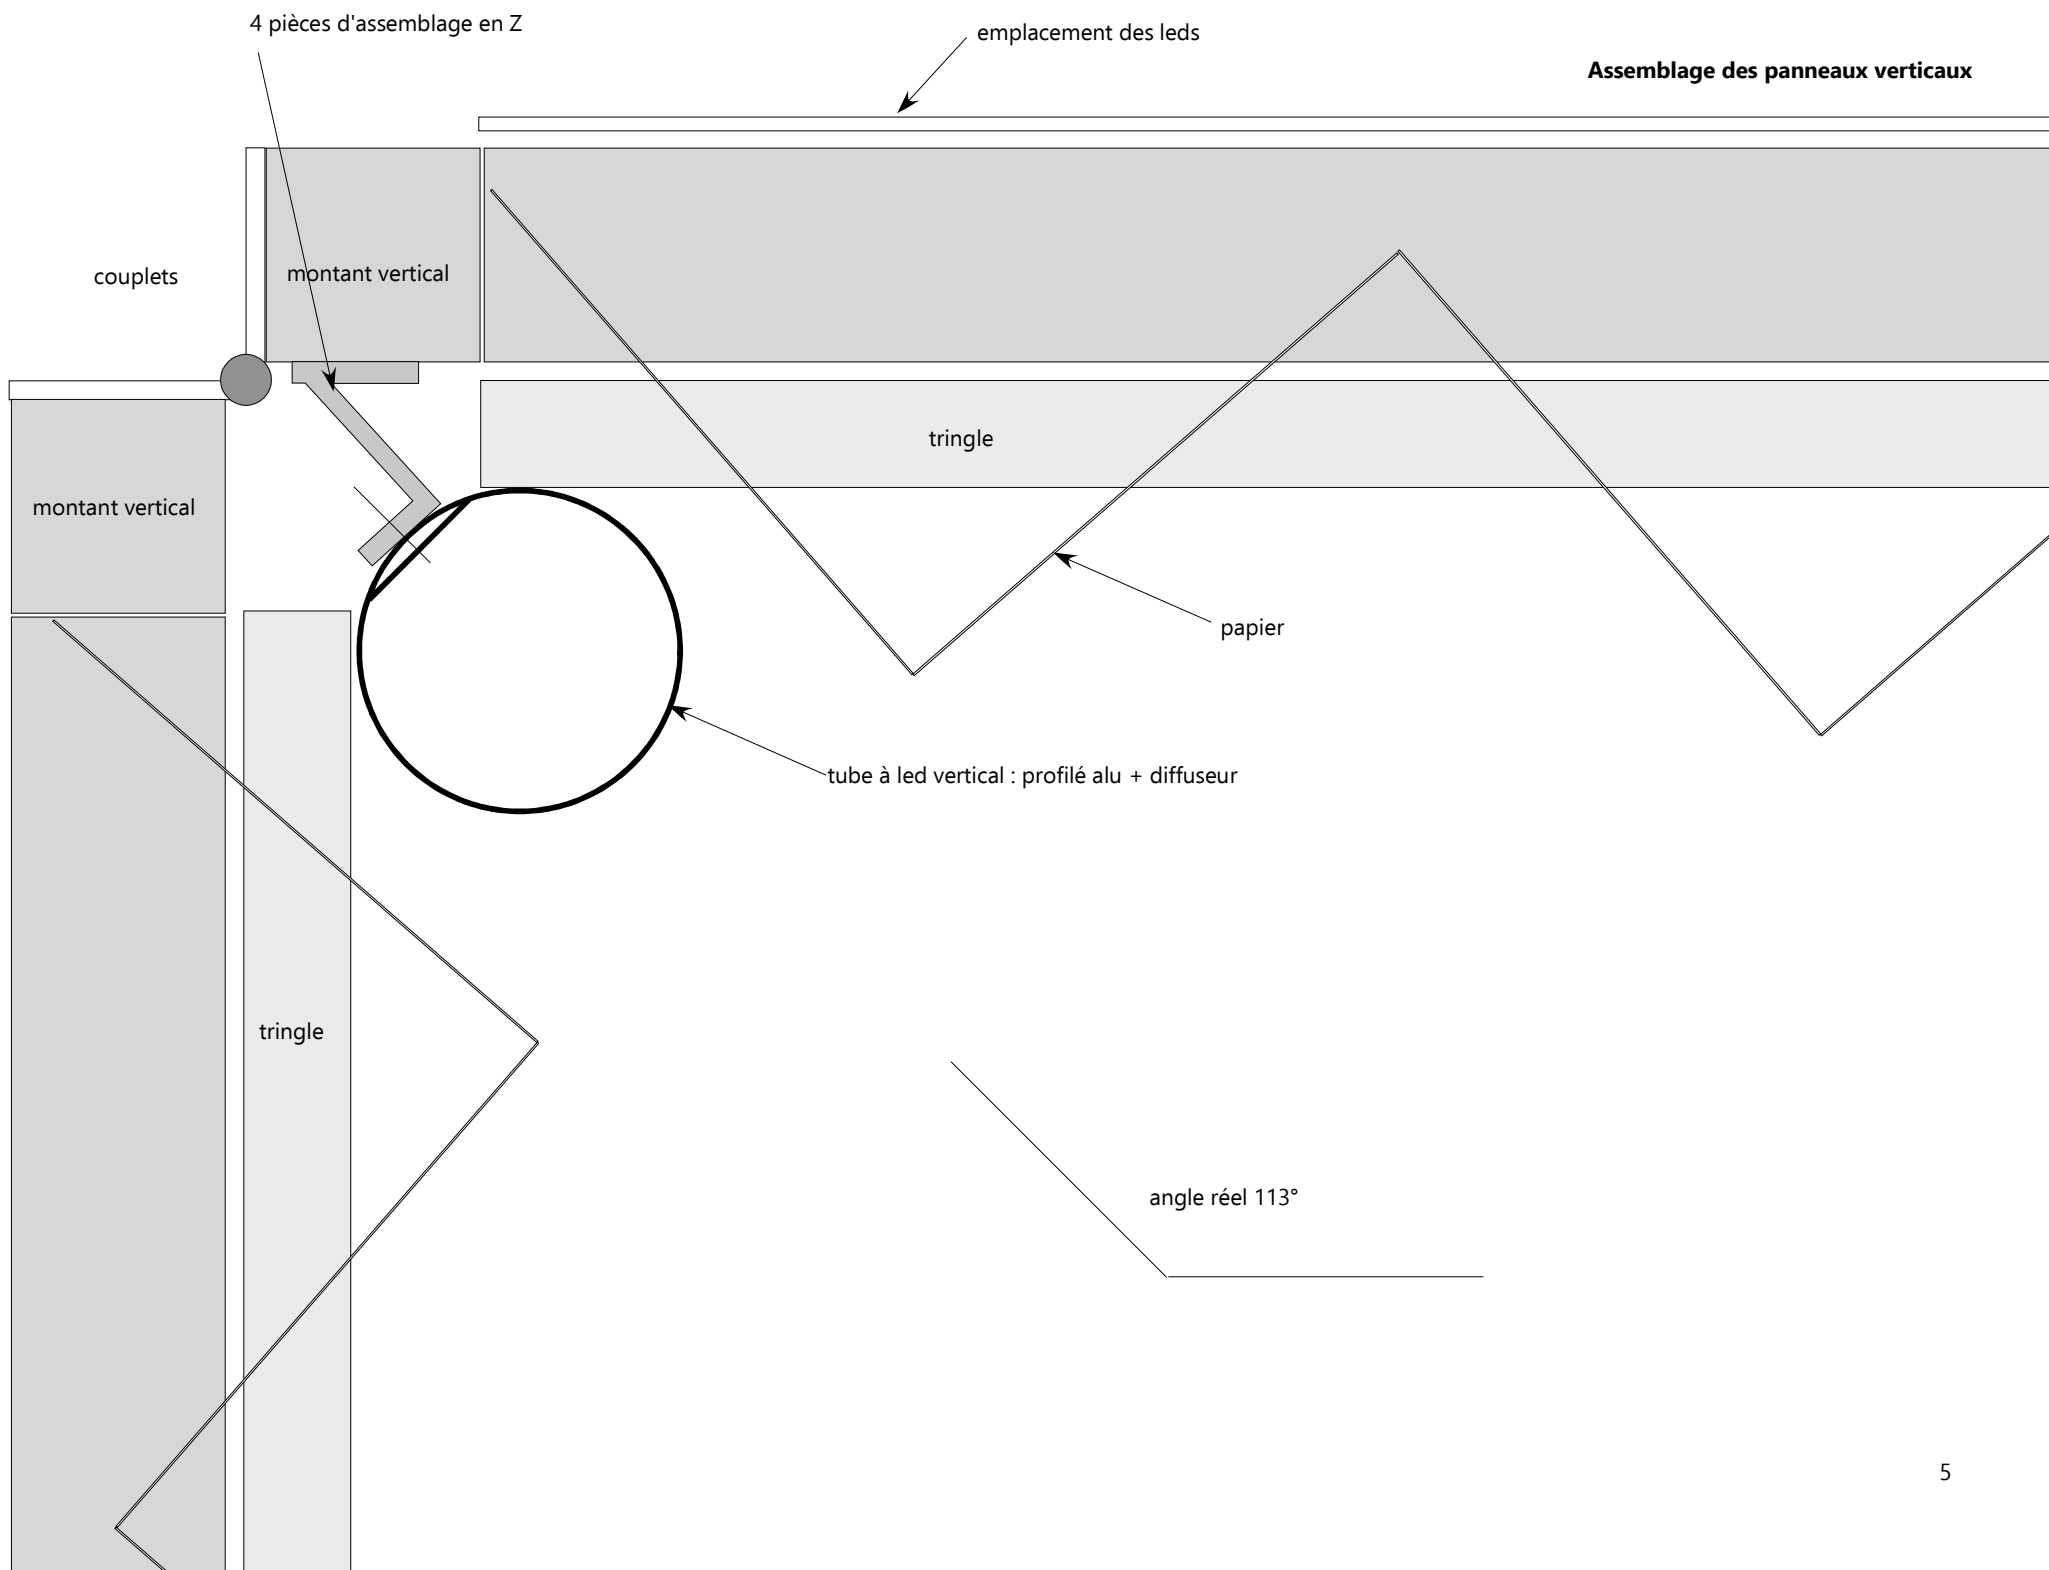 4 pièces d'assemblage en Z
emplacement des leds
Assemblage des panneaux verticaux
couplets
montant vertical
tringle
montant vertical
papier
tube à led vertical : profilé alu + diffuseur
tringle
angle réel 113°
5